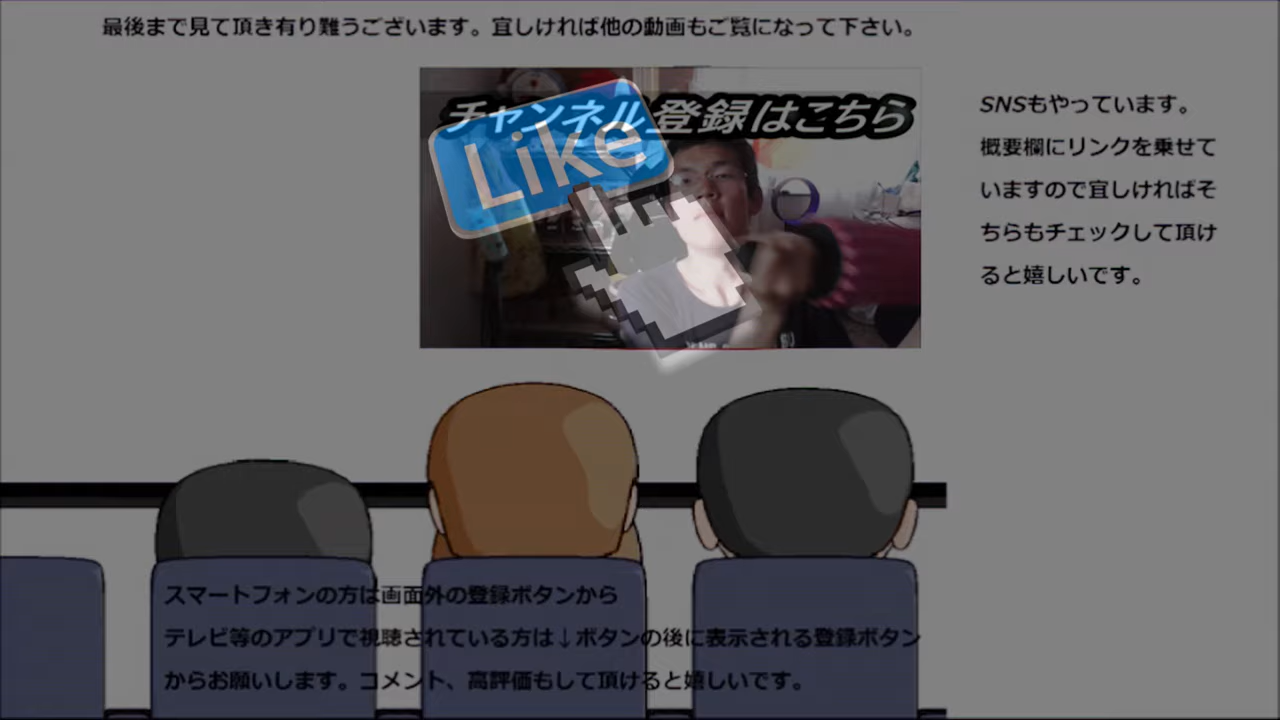 最後まで見て頂き有り難うございます。宜しければ他の動画もご覧になって下さい。
チャンネル登録はこちら
Like
SNSもやっています。
概要欄にリンクを乗せて
いますので宜しければそ
ちらもチェックして頂け
ると嬉しいです。
スマートフォンの方は画面外の登録ボタンから
テレビ等のアプリで視聴されている方は↓ボタンの後に表示される登録ボタン
からお願いします。コメント、高評価もして頂けると嬉しいです。